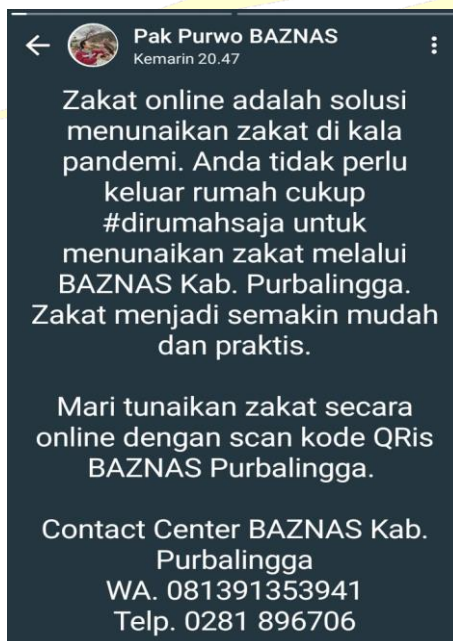 Pak Purwo BAZNAS
Kemarin 20.47
Zakat online adalah solusi
menunaikan zakat di kala
pandemi. Anda tidak perlu
keluar rumah cukup
#dirumahsaja untuk
menunaikan zakat melalui
BAZNAS Kab. Purbalingga.
Zakat menjadi semakin mudah
dan praktis.
Mari tunaikan zakat secara
online dengan scan kode QRis
BAZNAS Purbalingga.
Contact Center BAZNAS Kab.
Purbalingga
WA. 081391353941
Telp. 0281 896706